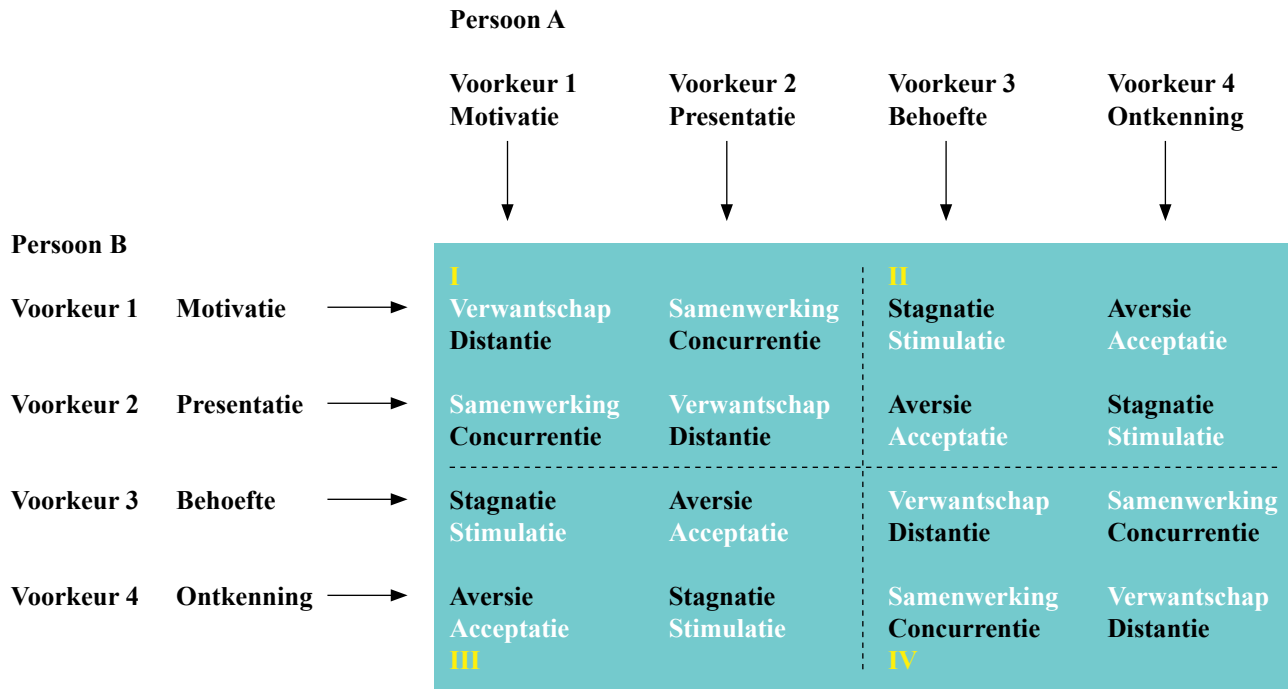 Persoon A
Voorkeur 1 Voorkeur 2 Voorkeur 3 Voorkeur 4
Motivatie Presentatie Behoefte Ontkenning
Persoon B
I II
Voorkeur 1 Motivatie Verwantschap Samenwerking Stagnatie Aversie
Distantie Concurrentie Stimulatie Acceptatie
Voorkeur 2 Presentatie Samenwerking Verwantschap Aversie Stagnatie
Concurrentie Distantie Acceptatie Stimulatie
Voorkeur 3 Behoefte Stagnatie Aversie Verwantschap Samenwerking
Stimulatie Acceptatie Distantie Concurrentie
Voorkeur 4 Ontkenning Aversie Stagnatie Samenwerking Verwantschap
Acceptatie Stimulatie Concurrentie Distantie
III IV